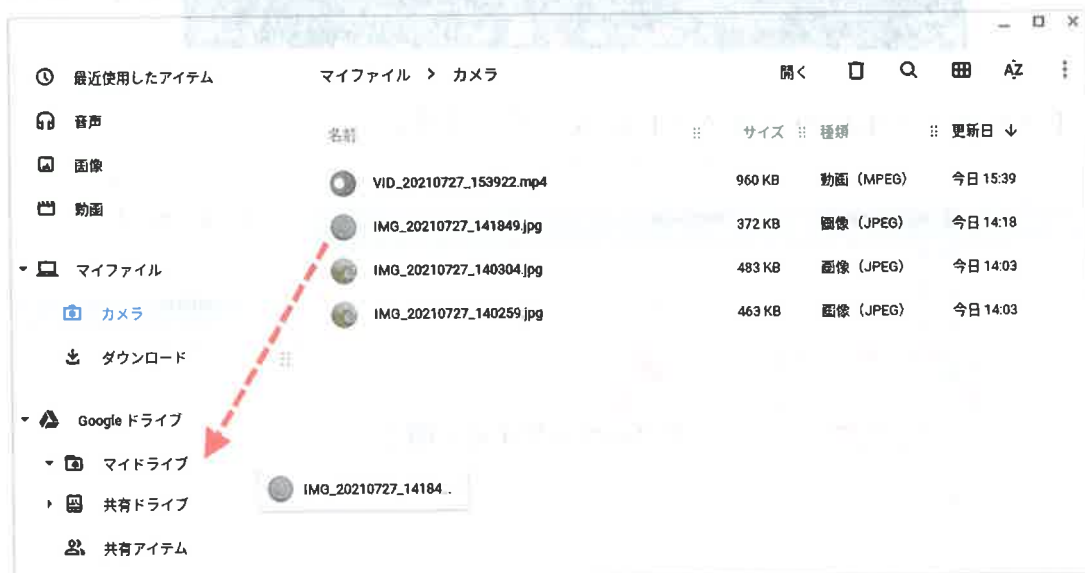 最近使用したアイテム
音声
画像
動画
マイファイル
カメラ
ダウンロード
Google ドライブ
マイドライブ
共有ドライブ
共有アイテム
マイファイル > カメラ
開く
AZ
名前 サイズ 種類 更新日 ↓
VID_20210727_153922.mp4 960 KB 動画（MPEG） 今日 15:39
IMG_20210727_141849.jpg 372 KB 画像（JPEG） 今日 14:18
IMG_20210727_140304.jpg 483 KB 画像（JPEG） 今日 14:03
IMG_20210727_140259.jpg 463 KB 画像（JPEG） 今日 14:03
IMG_20210727_14184...